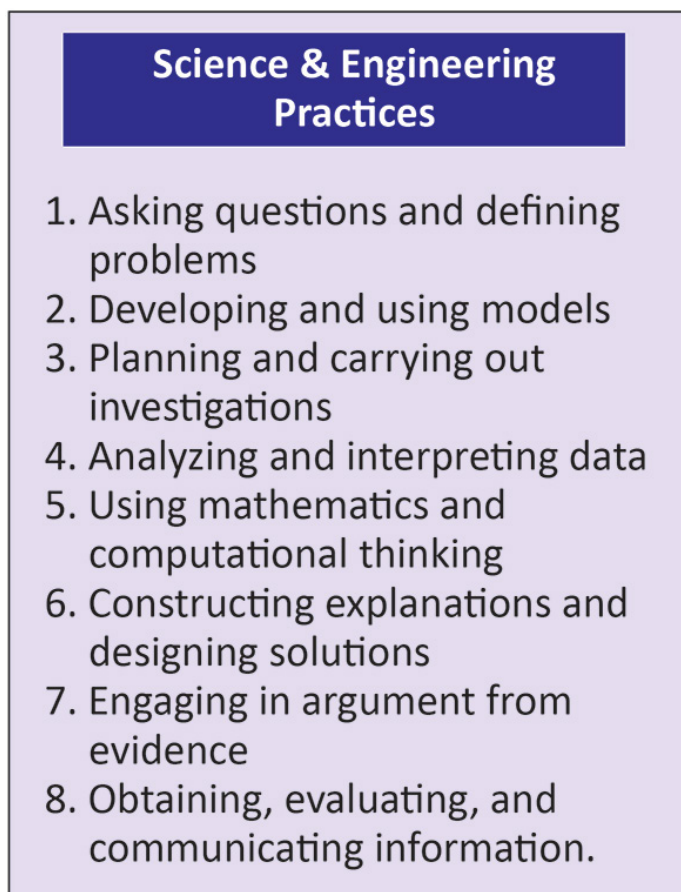 Science & Engineering
Practices
1. Asking questions and defining
problems
2. Developing and using models
3. Planning and carrying out
investigations
4. Analyzing and interpreting data
5. Using mathematics and
computational thinking
6. Constructing explanations and
designing solutions
7. Engaging in argument from
evidence
8. Obtaining, evaluating, and
communicating information.